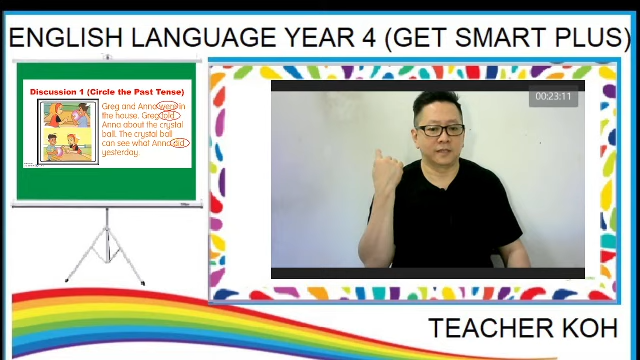 ENGLISH LANGUAGE YEAR 4 (GET SMART PLUS)
Discussion 1 (Circle the Past Tense)
Greg and Anna were in
the house. Greg told
Anna about the crystal
ball. The crystal ball
can see what Anna did
yesterday.
00:23:11
TEACHER KOH